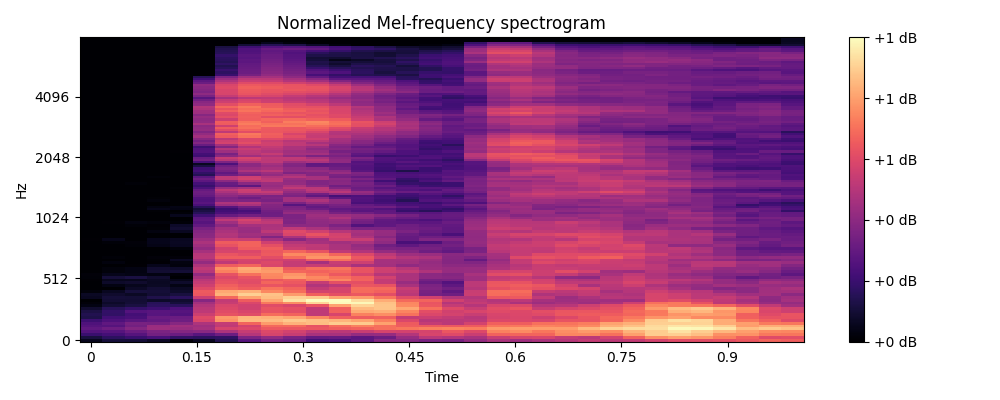 Normalized Mel-frequency spectrogram
Hz
4096
2048
1024
512
0
0 0.15 0.3 0.45 0.6 0.75 0.9
Time
+1 dB
+1 dB
+1 dB
+0 dB
+0 dB
+0 dB